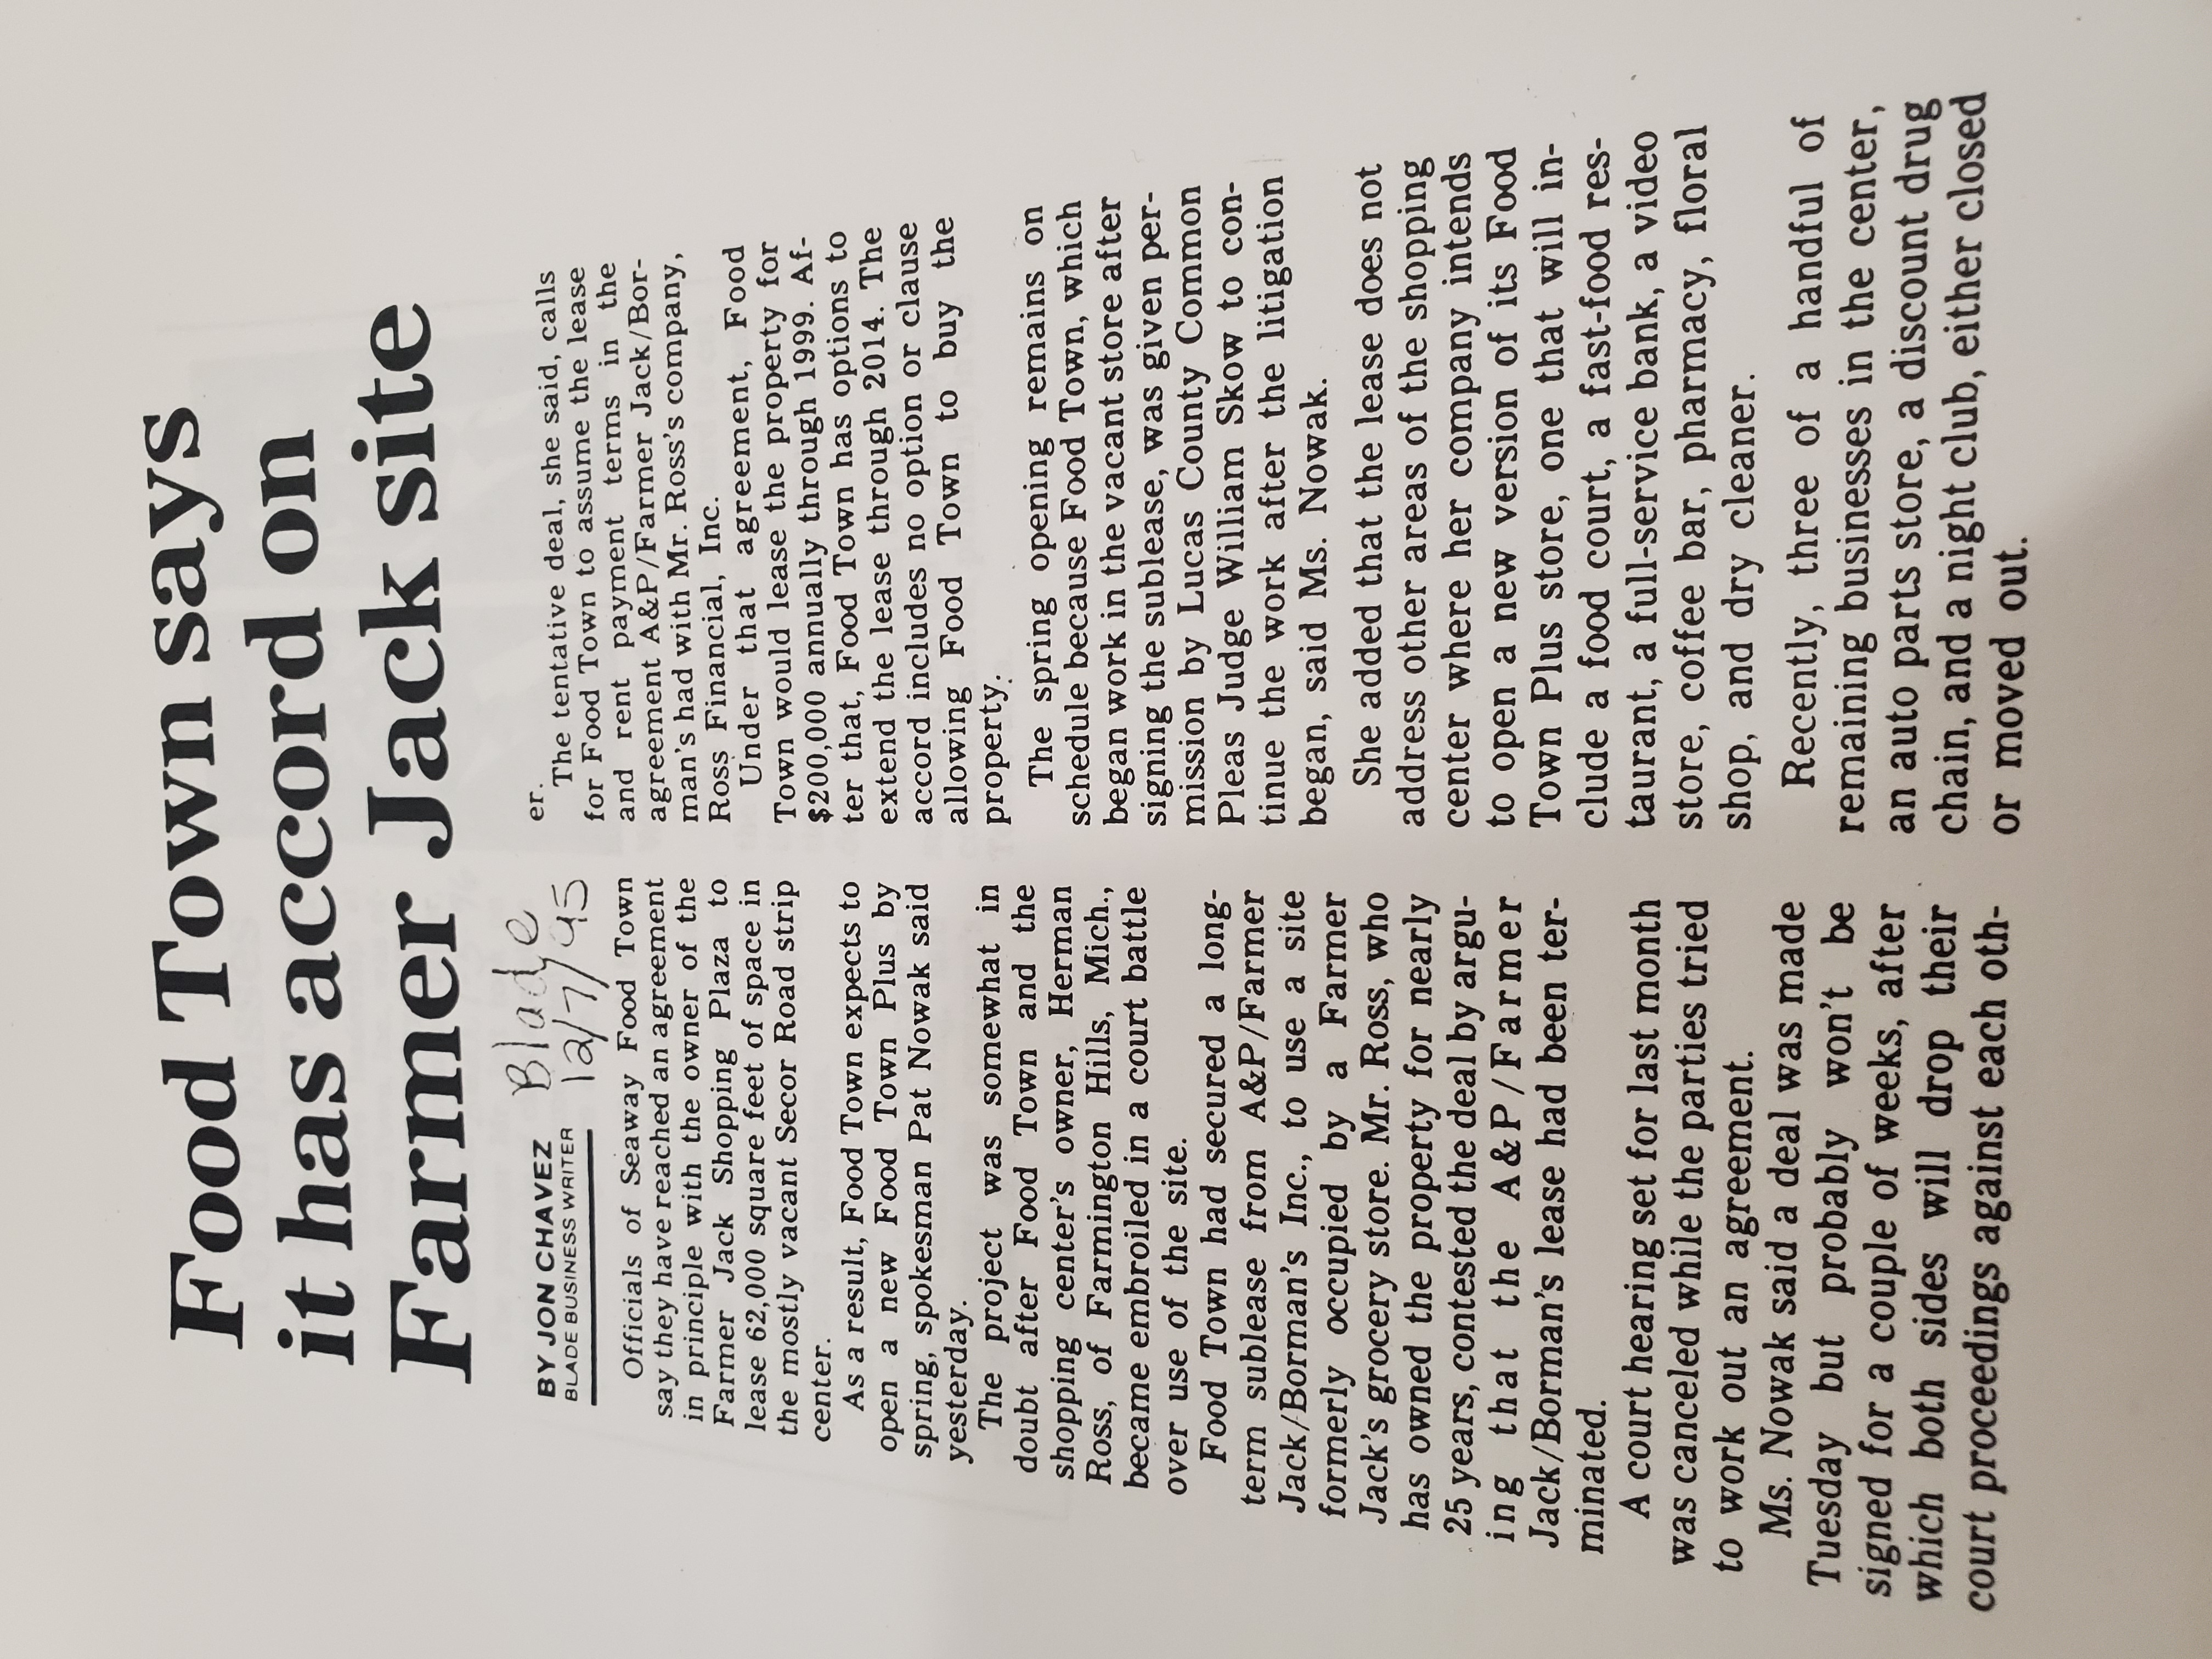 Food Town says
it has accord on
Farmer Jack site
BY JON CHAVEZ
BLADE BUSINESS WRITER
Blade
12/7/95
Officials of Seaway Food Town
say they have reached an agreement
in principle with the owner of the
Farmer Jack Shopping Plaza to
lease 62,000 square feet of space in
the mostly vacant Secor Road strip
center.
As a result, Food Town expects to
open a new Food Town Plus by
spring, spokesman Pat Nowak said
yesterday.
The project was somewhat in
doubt after Food Town and the
shopping center's owner, Herman
Ross, of Farmington Hills, Mich.,
became embroiled in a court battle
over use of the site.
Food Town had secured a long-
term sublease from A&P/Farmer
Jack/Borman's Inc., to use a site
formerly occupied by a Farmer
Jack's grocery store. Mr. Ross, who
has owned the property for nearly
25 years, contested the deal by argu-
ing that the A&P/Farmer
Jack/Borman's lease had been ter-
minated.
A court hearing set for last month
was canceled while the parties tried
to work out an agreement.
Ms. Nowak said a deal was made
Tuesday but probably won't be
signed for a couple of weeks, after
which both sides will drop their
court proceedings against each oth-
er.
The tentative deal, she said, calls
for Food Town to assume the lease
and rent payment terms in the
agreement A&P/Farmer Jack/Bor-
man's had with Mr. Ross's company,
Ross Financial, Inc.
Under that agreement, Food
Town would lease the property for
$200,000 annually through 1999. Af-
ter that, Food Town has options to
extend the lease through 2014. The
accord includes no option or clause
allowing Food Town to buy the
property.
The spring opening remains on
schedule because Food Town, which
began work in the vacant store after
signing the sublease, was given per-
mission by Lucas County Common
Pleas Judge William Skow to con-
tinue the work after the litigation
began, said Ms. Nowak.
She added that the lease does not
address other areas of the shopping
center where her company intends
to open a new version of its Food
Town Plus store, one that will in-
clude a food court, a fast-food res-
taurant, a full-service bank, a video
store, coffee bar, pharmacy, floral
shop, and dry cleaner.
Recently, three of a handful of
remaining businesses in the center,
an auto parts store, a discount drug
chain, and a night club, either closed
or moved out.